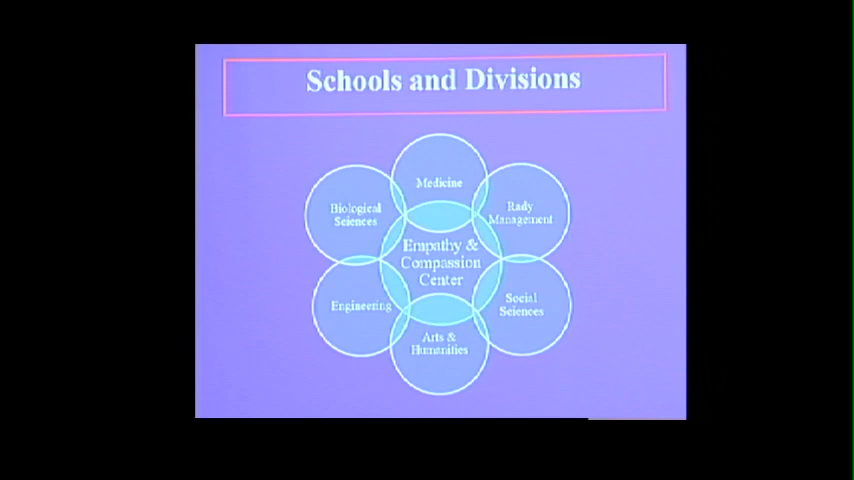 Schools and Divisions
Medicine
Biological
Sciences
Rady
Management
Empathy &
Compassion
Center
Engineering
Social
Sciences
Arts &
Humanities